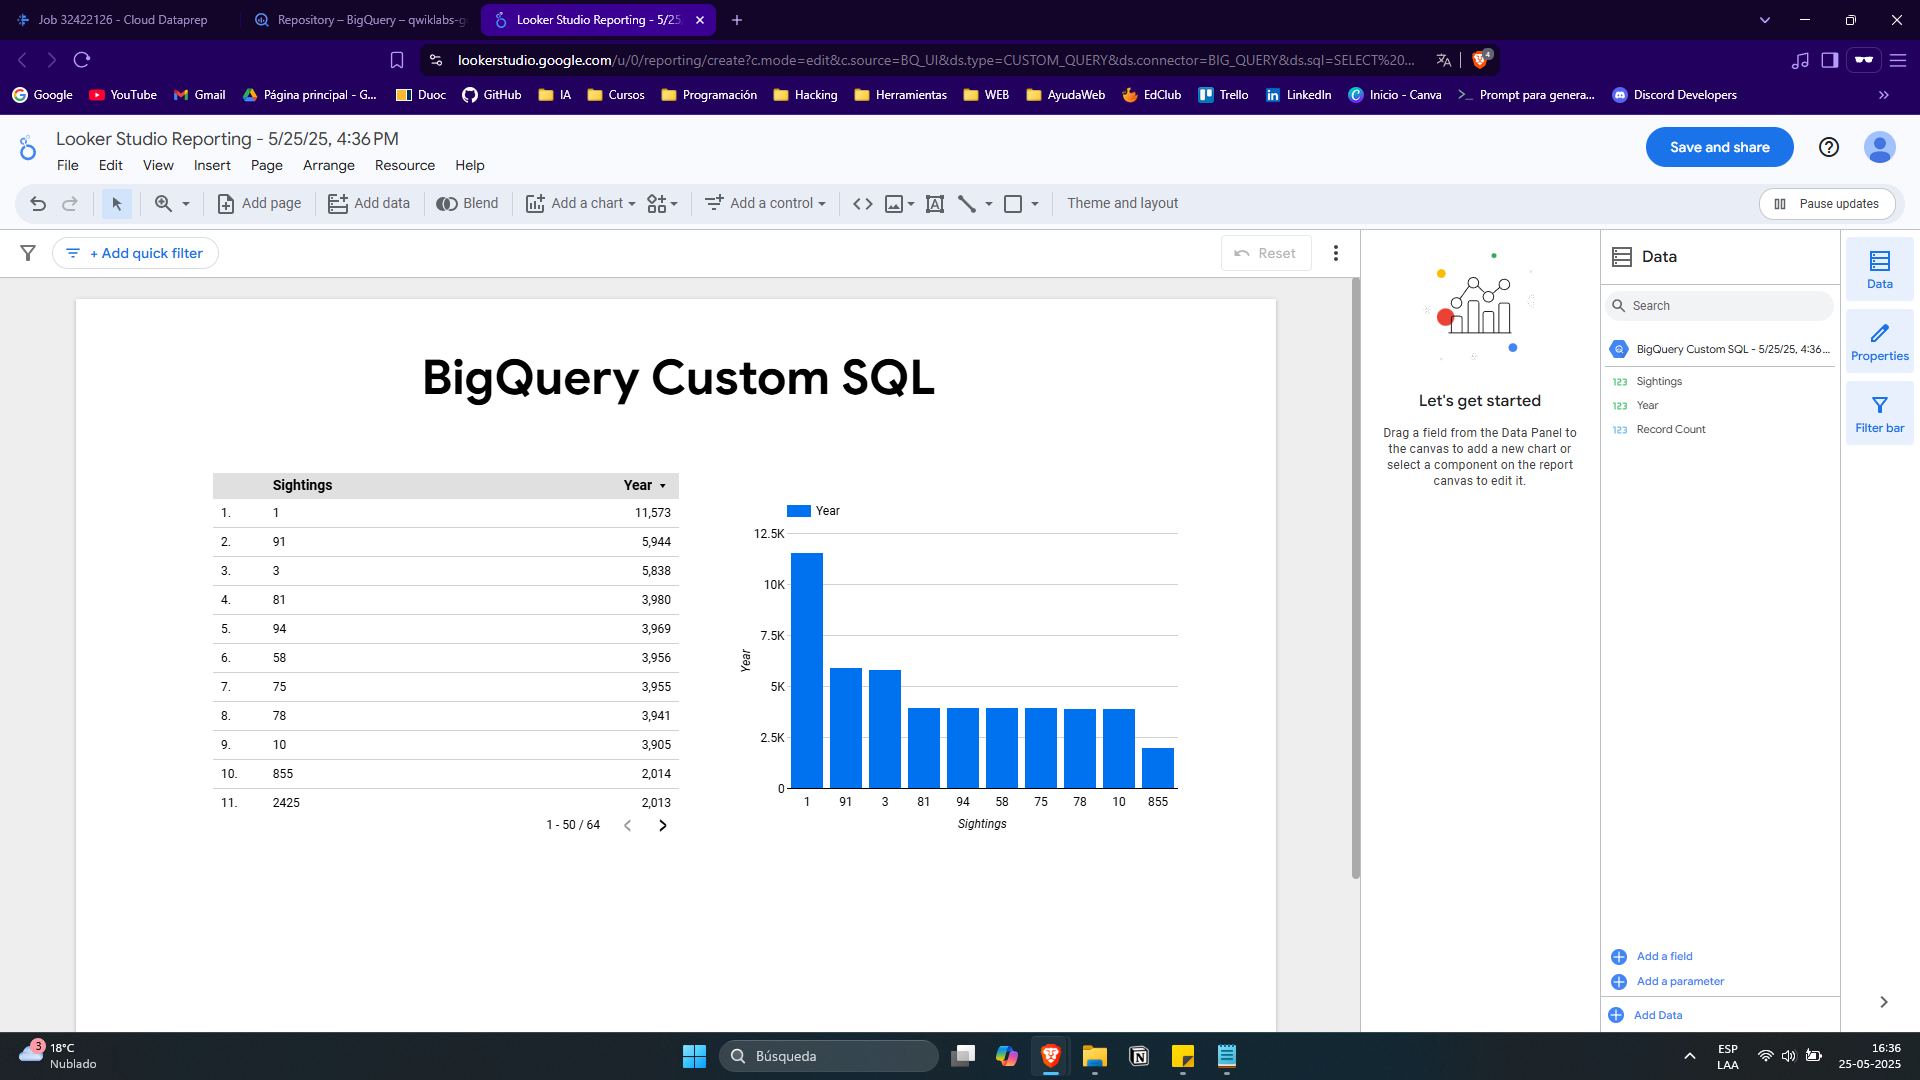 Job 32422126 - Cloud Dataprep
Repository – BigQuery – qwiklabs-g
Looker Studio Reporting - 5/25
lookerstudio.google.com/u/0/reporting/create?c.mode=edit&c.source=BQ_UI&ds.type=CUSTOM_QUERY&ds.connector=BIG_QUERY&ds.sql=SELECT%20...
4
Google
YouTube
Gmail
Página principal - G...
Duoc
GitHub
IA
Cursos
Programación
Hacking
Herramientas
WEB
AyudaWeb
EdClub
Trello
LinkedIn
Inicio - Canva
Prompt para genera...
Discord Developers
Looker Studio Reporting - 5/25/25, 4:36 PM
File Edit View Insert Page Arrange Resource Help
Save and share
Add page
Add data
Blend
Add a chart
Add a control
Theme and layout
Pause updates
+ Add quick filter
Reset
BigQuery Custom SQL
Sightings Year
1. 1 11,573
2. 91 5,944
3. 3 5,838
4. 81 3,980
5. 94 3,969
6. 58 3,956
7. 75 3,955
8. 78 3,941
9. 10 3,905
10. 855 2,014
11. 2425 2,013
1 - 50 / 64
Year
12.5K
10K
7.5K
5K
2.5K
0
Year
1 91 3 81 94 58 75 78 10 855
Sightings
Let's get started
Drag a field from the Data Panel to
the canvas to add a new chart or
select a component on the report
canvas to edit it.
Data
Search
BigQuery Custom SQL - 5/25/25, 4:36...
123 Sightings
123 Year
123 Record Count
Add a field
Add a parameter
Add Data
Data
Properties
Filter bar
3
18°C
Nublado
Búsqueda
ESP
LAA
16:36
25-05-2025